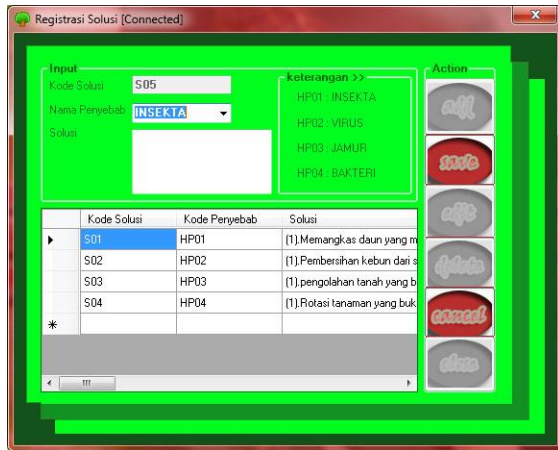 Registrasi Solusi [Connected]
Input
Kode Solusi S05
Nama Penyebab INSEKTA
Solusi
keterangan >>
HP01 : INSEKTA
HP02 : VIRUS
HP03 : JAMUR
HP04 : BAKTERI
Action
add
save
edit
delete
cancel
close
Kode Solusi Kode Penyebab Solusi
S01 HP01 (1).Memangkas daun yang m
S02 HP02 (1).Pembersihan kebun dari s
S03 HP03 (1).pengolahan tanah yang b
S04 HP04 (1).Rotasi tanaman yang buk